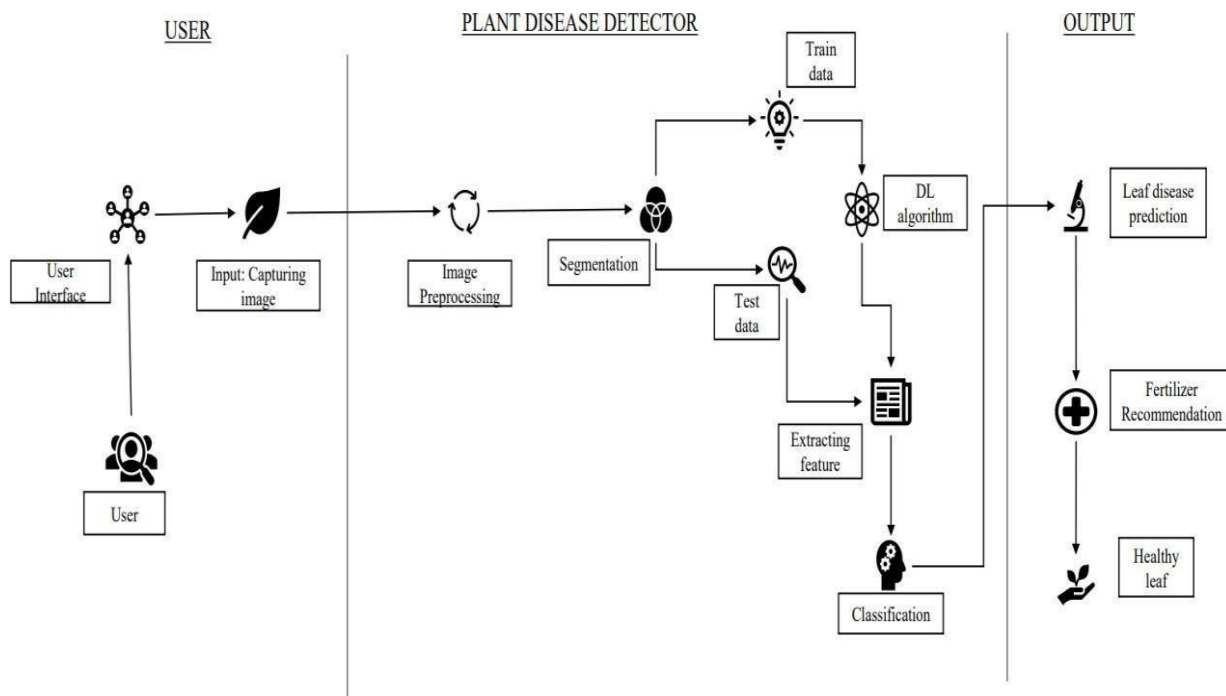 USER
PLANT DISEASE DETECTOR
OUTPUT
Train
data
DL
algorithm
Leaf disease
prediction
User
Interface
Input: Capturing
image
Image
Preprocessing
Segmentation
Test
data
Fertilizer
Recommendation
Extracting
feature
User
Healthy
leaf
Classification